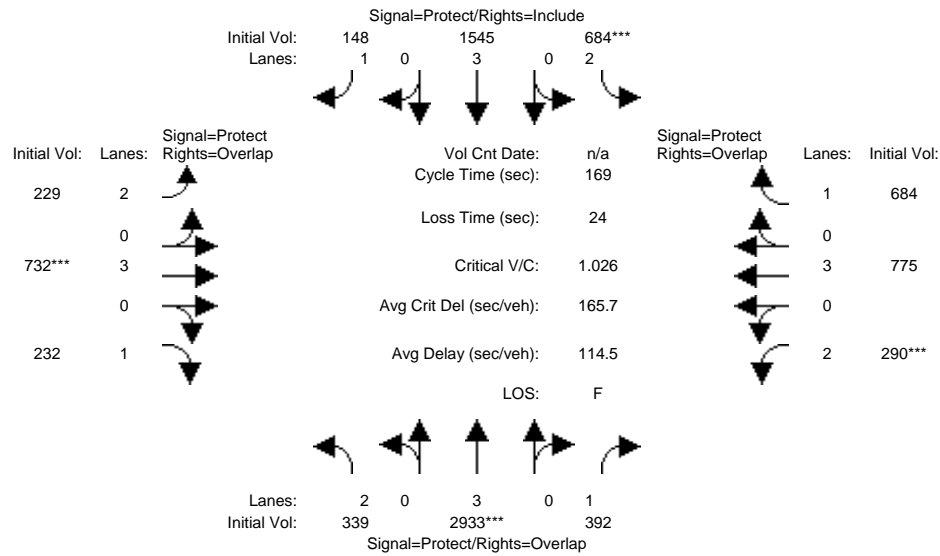 Signal=Protect/Rights=Include
Initial Vol: 148 1545 684***
Lanes: 1 0 3 0 2
Signal=Protect Signal=Protect
Initial Vol: Lanes: Rights=Overlap Vol Cnt Date: n/a Rights=Overlap Lanes: Initial Vol:
Cycle Time (sec): 169
229 2 1 684
Loss Time (sec): 24
0 0
732*** 3 Critical V/C: 1.026 3 775
0 Avg Crit Del (sec/veh): 165.7 0
232 1 Avg Delay (sec/veh): 114.5 2 290***
LOS: F
Lanes: 2 0 3 0 1
Initial Vol: 339 2933*** 392
Signal=Protect/Rights=Overlap